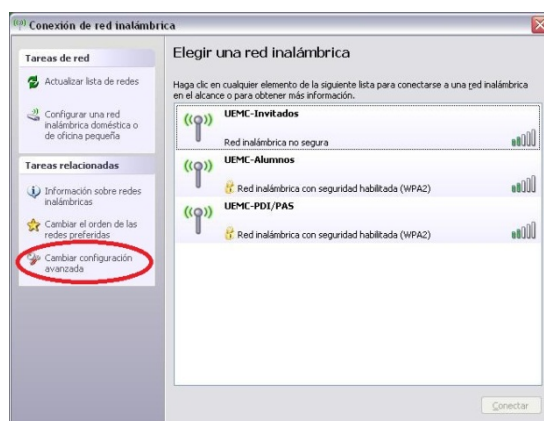 Conexión de red inalámbrica
Tareas de red
Actualizar lista de redes
Configurar una red
inalámbrica doméstica o
de oficina pequeña
Tareas relacionadas
Información sobre redes
inalámbricas
Cambiar el orden de las
redes preferidas
Cambiar configuración
avanzada
Elegir una red inalámbrica
Haga clic en cualquier elemento de la siguiente lista para conectarse a una red inalámbrica
en el alcance o para obtener más información.
UEMC-Invitados
Red inalámbrica no segura
UEMC-Alumnos
Red inalámbrica con seguridad habilitada (WPA2)
UEMC-PDI/PAS
Red inalámbrica con seguridad habilitada (WPA2)
Conectar